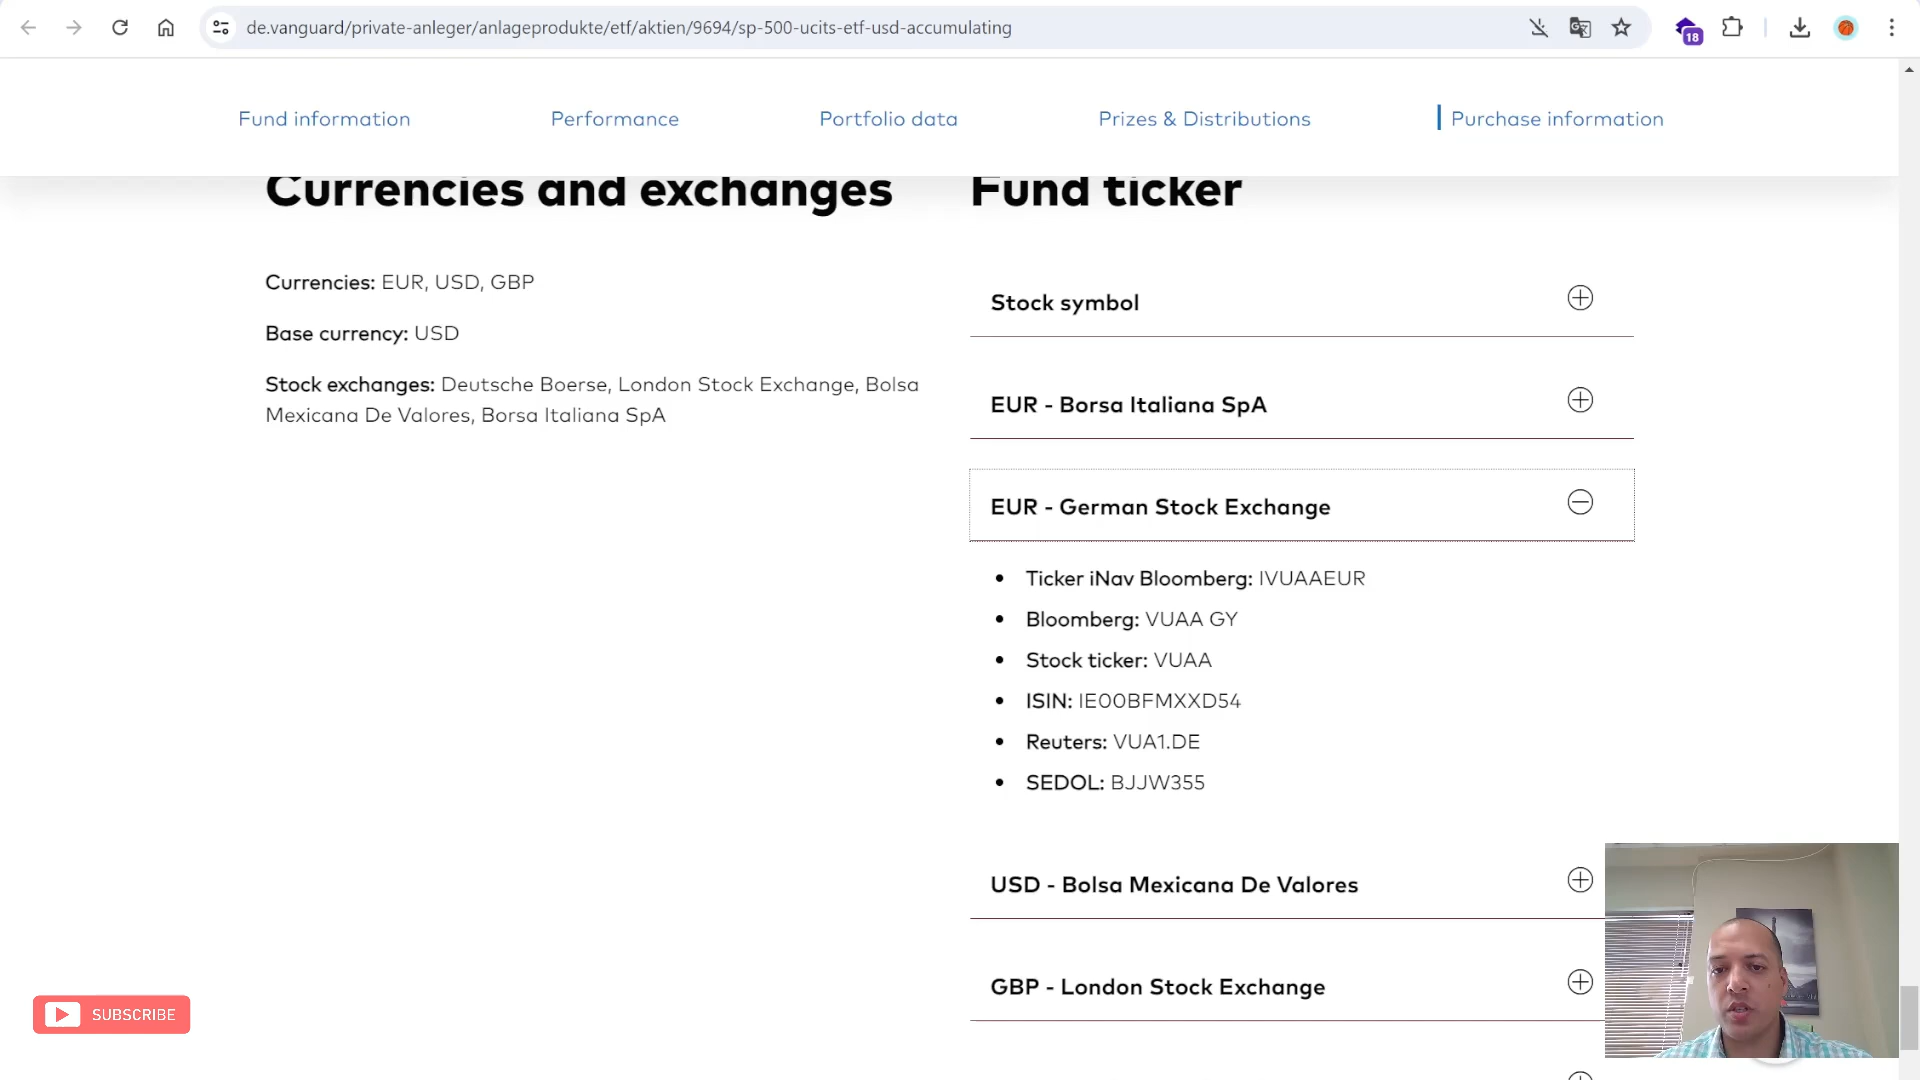 de.vanguard/private-anleger/anlageprodukte/etf/aktien/9694/sp-500-ucits-etf-usd-accumulating
18
Fund information
Performance
Portfolio data
Prizes & Distributions
Purchase information
Currencies and exchanges
Currencies: EUR, USD, GBP
Base currency: USD
Stock exchanges: Deutsche Boerse, London Stock Exchange, Bolsa
Mexicana De Valores, Borsa Italiana SpA
Fund ticker
Stock symbol
EUR - Borsa Italiana SpA
EUR - German Stock Exchange
• Ticker iNav Bloomberg: IVUAAEUR
• Bloomberg: VUAA GY
• Stock ticker: VUAA
• ISIN: IE00BFMXXD54
• Reuters: VUA1.DE
• SEDOL: BJJW355
USD - Bolsa Mexicana De Valores
GBP - London Stock Exchange
SUBSCRIBE